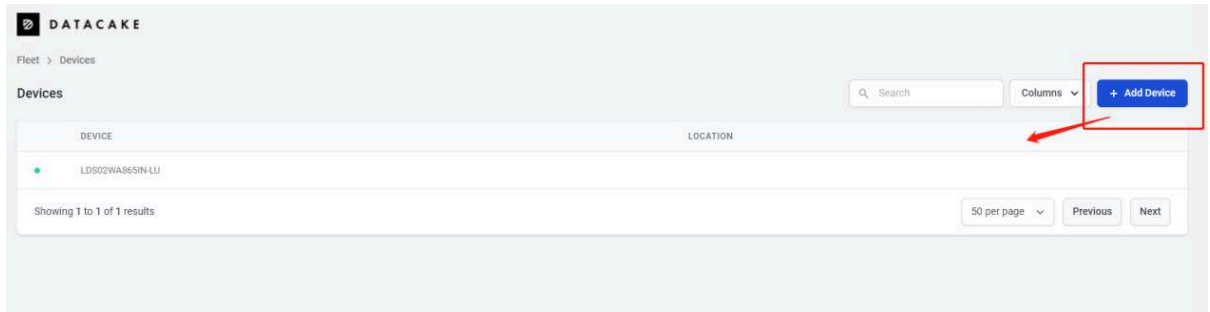 DATACAKE
Fleet > Devices
Devices
Search
Columns
+ Add Device
DEVICE
LOCATION
LDS02WA865IN-LU
Showing 1 to 1 of 1 results
50 per page
Previous
Next